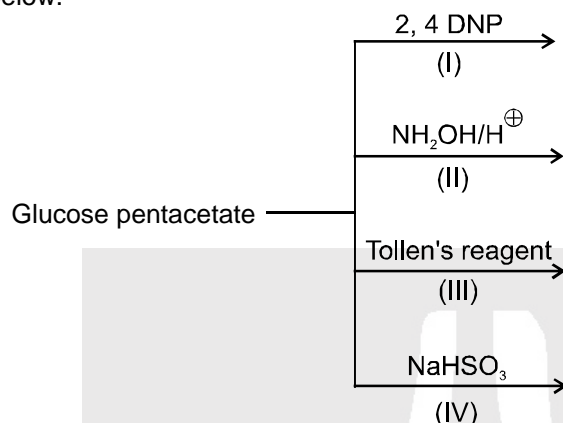 elow.
2, 4 DNP
(I)
NH₂OH/H⊕
(II)
Glucose pentacetate
Tollen's reagent
(III)
NaHSO₃
(IV)